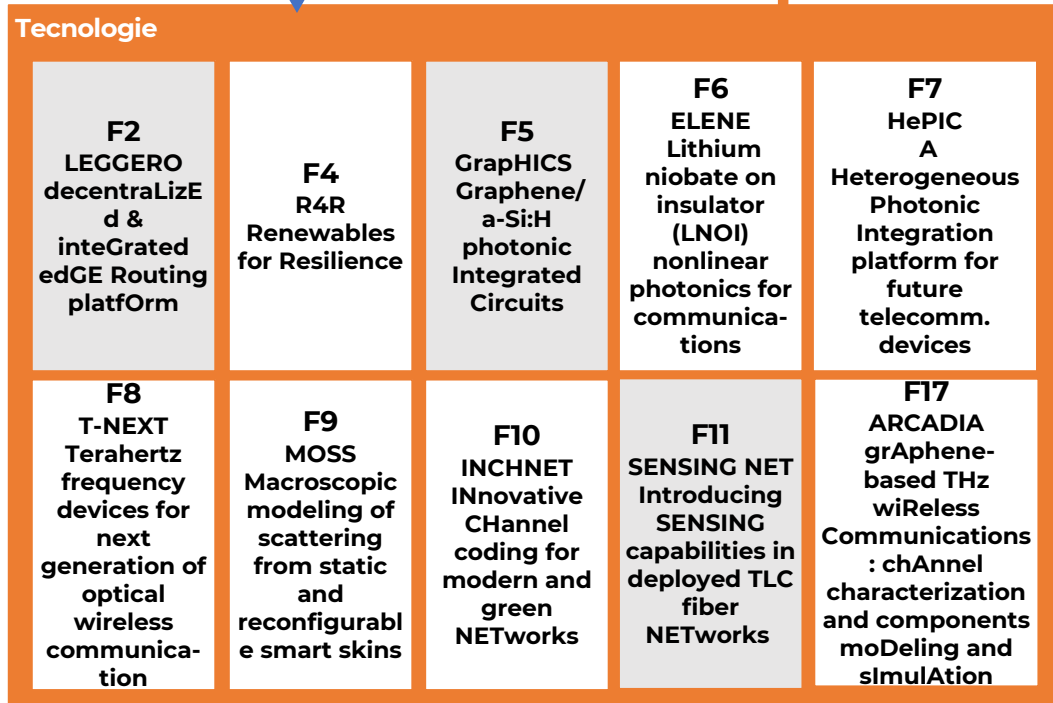 Tecnologie
F2
LEGGERO
decentraLizE
d &
inteGrated
edGE Routing
platfOrm
F4
R4R
Renewables
for Resilience
F5
GrapHICS
Graphene/
a-Si:H
photonic
Integrated
Circuits
F6
ELENE
Lithium
niobate on
insulator
(LNOI)
nonlinear
photonics for
communica-
tions
F7
HePIC
A
Heterogeneous
Photonic
Integration
platform for
future
telecomm.
devices
F8
T-NEXT
Terahertz
frequency
devices for
next
generation of
optical
wireless
communica-
tion
F9
MOSS
Macroscopic
modeling of
scattering
from static
and
reconfigurabl
e smart skins
F10
INCHNET
INnovative
CHannel
coding for
modern and
green
NETworks
F11
SENSING NET
Introducing
SENSING
capabilities in
deployed TLC
fiber
NETworks
F17
ARCADIA
grAphene-
based THz
wiReless
Communications
: chAnnel
characterization
and components
moDeling and
sImulAtion